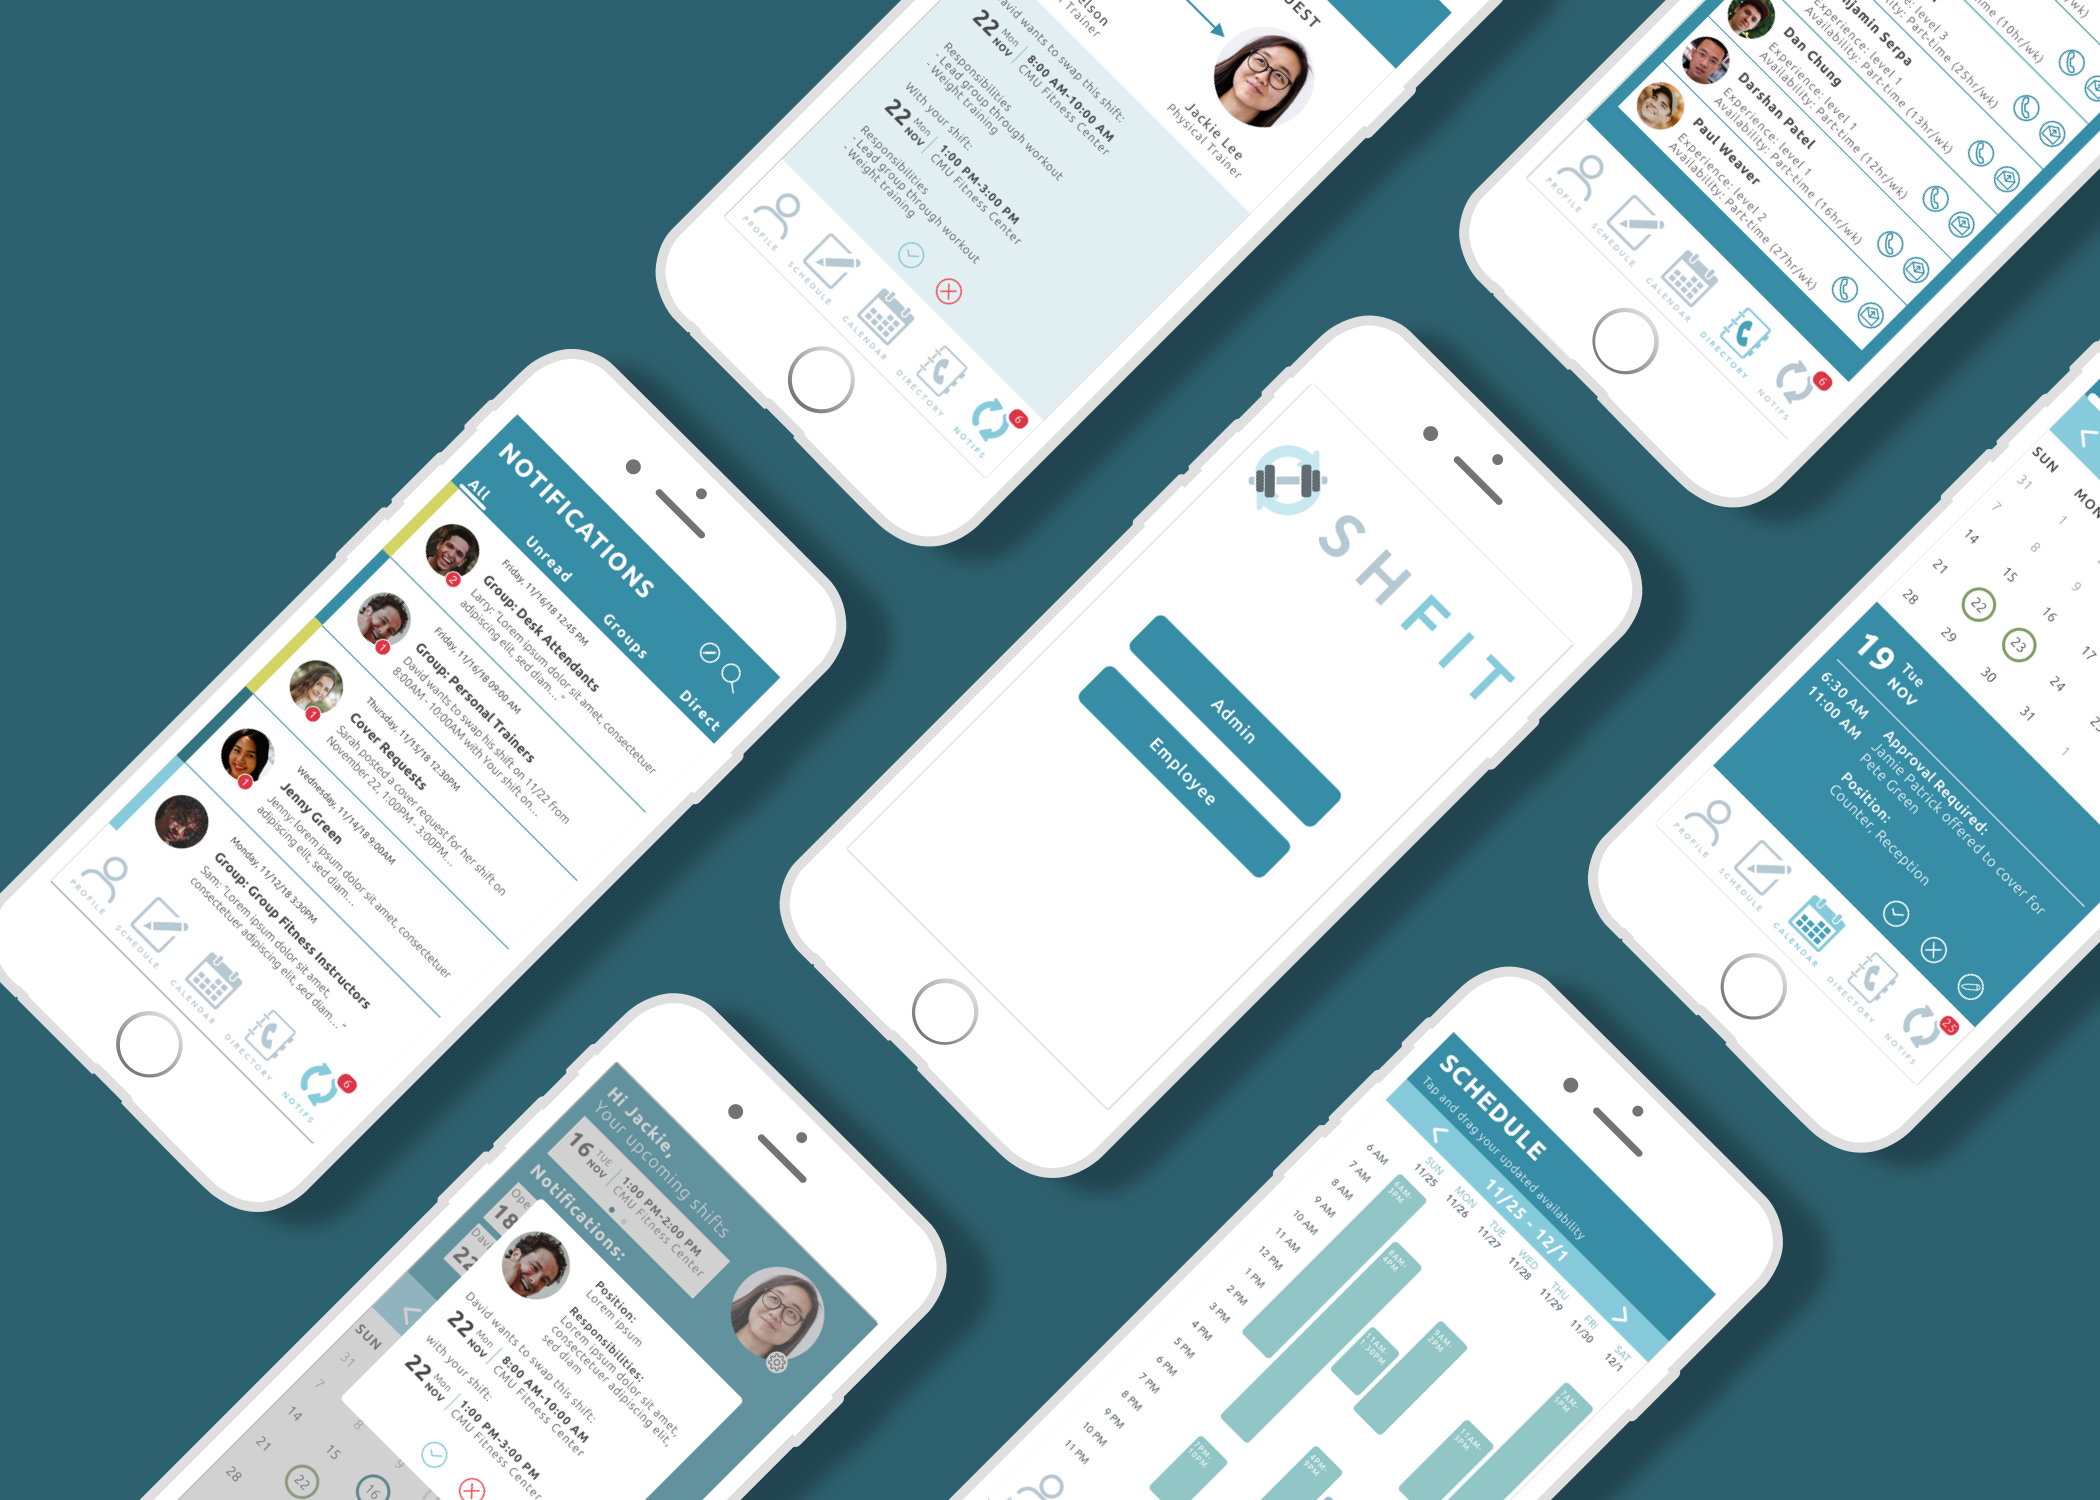 David wants to swap this shift:
22 Mon NOV
8:00 AM-10:00 AM
CMU Fitness Center
Responsibilities
- Lead group through workout
- Weight training
With your shift:
22 Mon NOV
1:00 PM-3:00 PM
CMU Fitness Center
Responsibilities
- Lead group through workout
- Weight training
Trainer
Jackie Lee
Physical Trainer
PROFILE
SCHEDULE
CALENDAR
DIRECTORY
NOTIFS
6
(10hr/wk)
Serpa
Experience: level 3
Availability: Part-time (25hr/wk)
Dan Chung
Experience: level 1
Availability: Part-time (13hr/wk)
Darshan Patel
Experience: level 1
Availability: Part-time (12hr/wk)
Paul Weaver
Experience: level 2
Availability: Part-time (16hr/wk)
Availability: Part-time (27hr/wk)
PROFILE
SCHEDULE
CALENDAR
DIRECTORY
NOTIFS
6
NOTIFICATIONS
All
Unread
Groups
Direct
Friday, 11/16/18 12:45 PM
Group: Desk Attendants
Larry: "Lorem ipsum dolor sit amet, consectetuer
adipiscing elit, sed diam..."
2
Friday, 11/16/18 09:00 AM
Group: Personal Trainers
David wants to swap his shift on 11/22 from
8:00AM - 10:00AM with Your shift on...
1
Thursday, 11/15/18 12:30PM
Cover Requests
Sarah posted a cover request for her shift on
November 22, 1:00PM - 3:00PM...
1
Wednesday, 11/14/18 9:00AM
Jenny Green
Jenny: lorem ipsum dolor sit amet, consectetuer
adipiscing elit, sed diam...
1
Monday, 11/12/18 3:30PM
Group: Group Fitness Instructors
Sam: "Lorem ipsum dolor sit amet,
consectetuer adipiscing elit, sed diam..."
PROFILE
SCHEDULE
CALENDAR
DIRECTORY
NOTIFS
6
SHFIT
Admin
Employee
SUN
MON
31 1
7 8 9
14 15 16 17
21 22 23 24
28 29 30 31 1
19 Tue NOV
6:30 AM
11:00 AM
Approval Required:
Jamie Patrick offered to cover for
Pete Green
Position:
Counter, Reception
PROFILE
SCHEDULE
CALENDAR
DIRECTORY
NOTIFS
25
Hi Jackie,
Your upcoming shifts
16 TUE NOV
1:00 PM-2:00 PM
CMU Fitness Center
Notifications:
18
22
Position:
Lorem ipsum
Responsibilities:
Lorem ipsum dolor sit amet,
consectetuer adipiscing elit,
sed diam
David wants to swap this shift:
22 Mon NOV
8:00 AM-10:00 AM
CMU Fitness Center
with your shift:
22 Mon NOV
1:00 PM-3:00 PM
CMU Fitness Center
SUN
31
7 8 9
14 15 16
21 22
28
SCHEDULE
Tap and drag your updated availability
11/25 - 12/1
SUN 11/25
MON 11/26
TUE 11/27
WED 11/28
THU 11/29
FRI 11/30
SAT 12/1
6 AM
7 AM
8 AM
9 AM
10 AM
11 AM
12 PM
1 PM
2 PM
3 PM
4 PM
5 PM
6 PM
7 PM
8 PM
9 PM
10 PM
11 PM
6AM-3PM
8AM-4PM
11AM-1:30PM
9AM-2PM
7AM-5PM
11AM-3PM
7PM-10PM
4PM-9PM